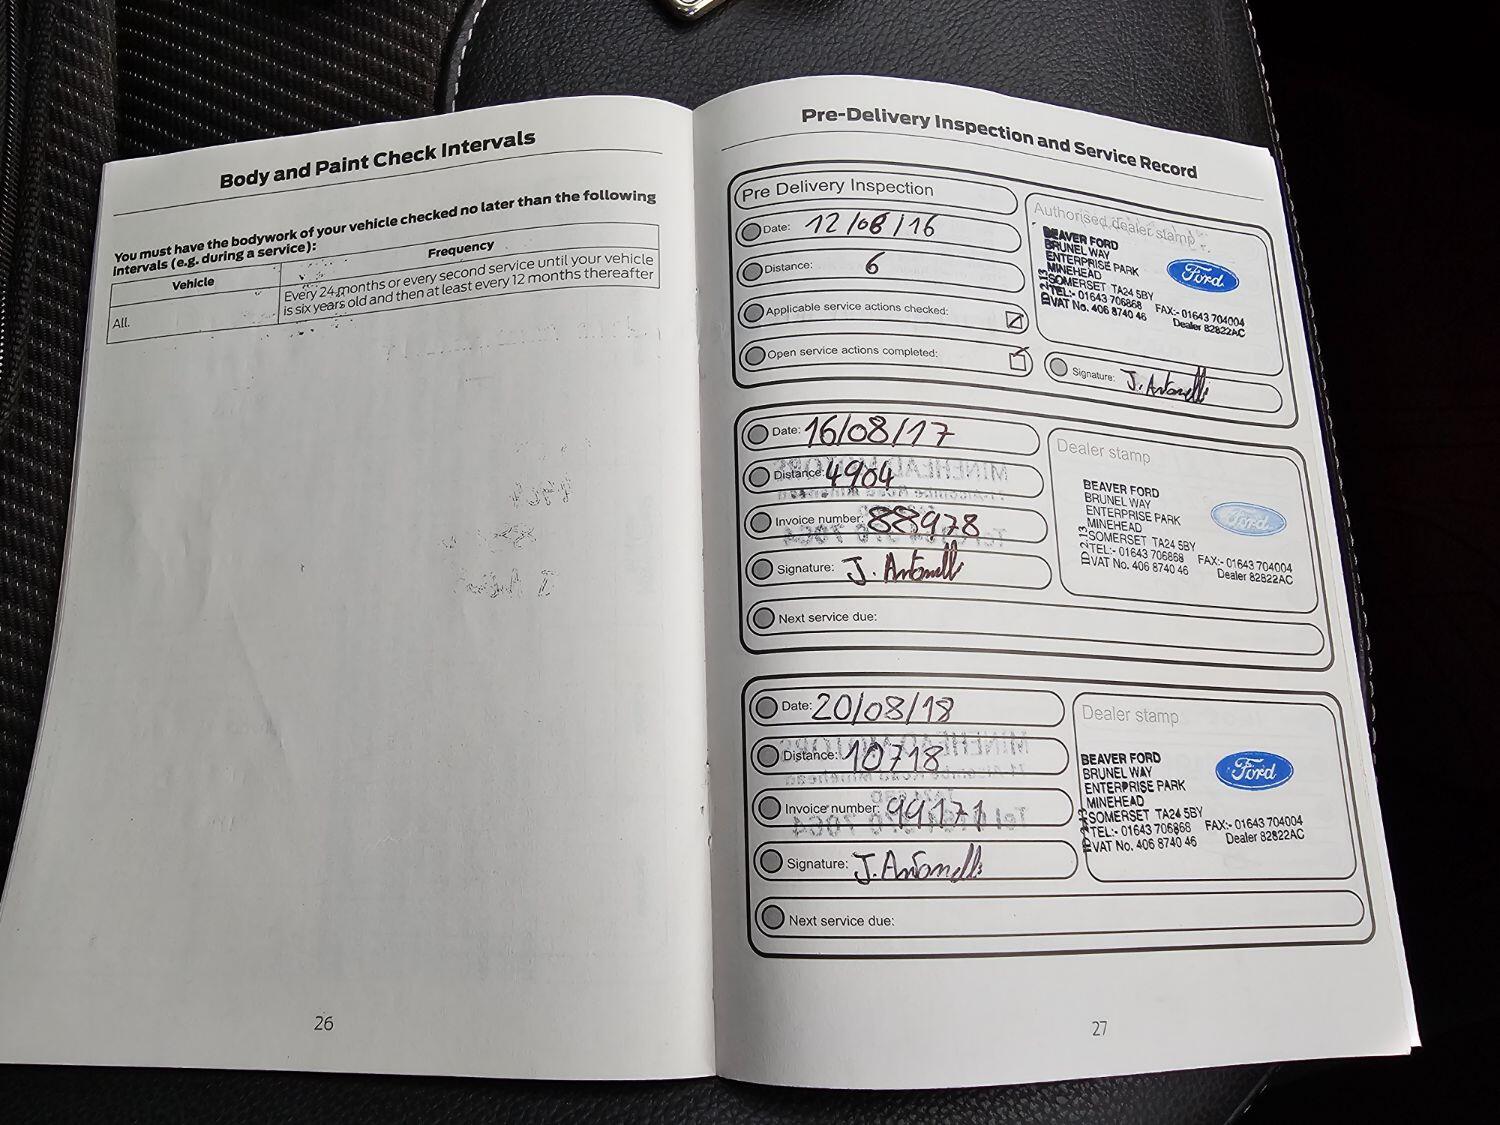 Body and Paint Check Intervals
You must have the bodywork of your vehicle checked no later than the following
intervals (e.g. during a service):
Vehicle
Frequency
All.
Every 24 months or every second service until your vehicle
is six years old and then at least every 12 months thereafter
26
Pre-Delivery Inspection and Service Record
Pre Delivery Inspection
Date: 12/08/16
Distance: 6
Applicable service actions checked:
Open service actions completed:
Authorised dealer stamp
BEAVER FORD
BRUNEL WAY
ENTERPRISE PARK
MINEHEAD
SOMERSET TA24 5BY
TEL:- 01643 706868 FAX:- 01643 704004
VAT No. 406 8740 46 Dealer 82822AC
ID 2.13
Ford
Signature: J. Antonelli
Date: 16/08/17
Distance: 4904
Invoice number: 88978
Signature: J. Antonelli
Next service due:
Dealer stamp
BEAVER FORD
BRUNEL WAY
ENTERPRISE PARK
MINEHEAD
SOMERSET TA24 5BY
TEL:- 01643 706868 FAX:- 01643 704004
VAT No. 406 8740 46 Dealer 82822AC
ID 2.13
Ford
Date: 20/08/18
Distance: 10718
Invoice number: 99171
Signature: J. Antonelli
Next service due:
Dealer stamp
BEAVER FORD
BRUNEL WAY
ENTERPRISE PARK
MINEHEAD
SOMERSET TA24 5BY
TEL:- 01643 706868 FAX:- 01643 704004
VAT No. 406 8740 46 Dealer 82822AC
Ford
27